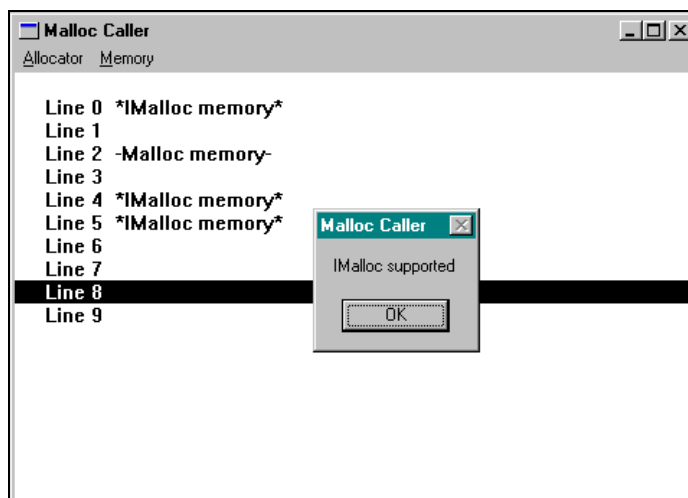 Malloc Caller
Allocator Memory
Line 0 *IMalloc memory*
Line 1
Line 2 -Malloc memory-
Line 3
Line 4 *IMalloc memory*
Line 5 *IMalloc memory*
Line 6
Line 7
Line 8
Line 9
Malloc Caller
IMalloc supported
OK